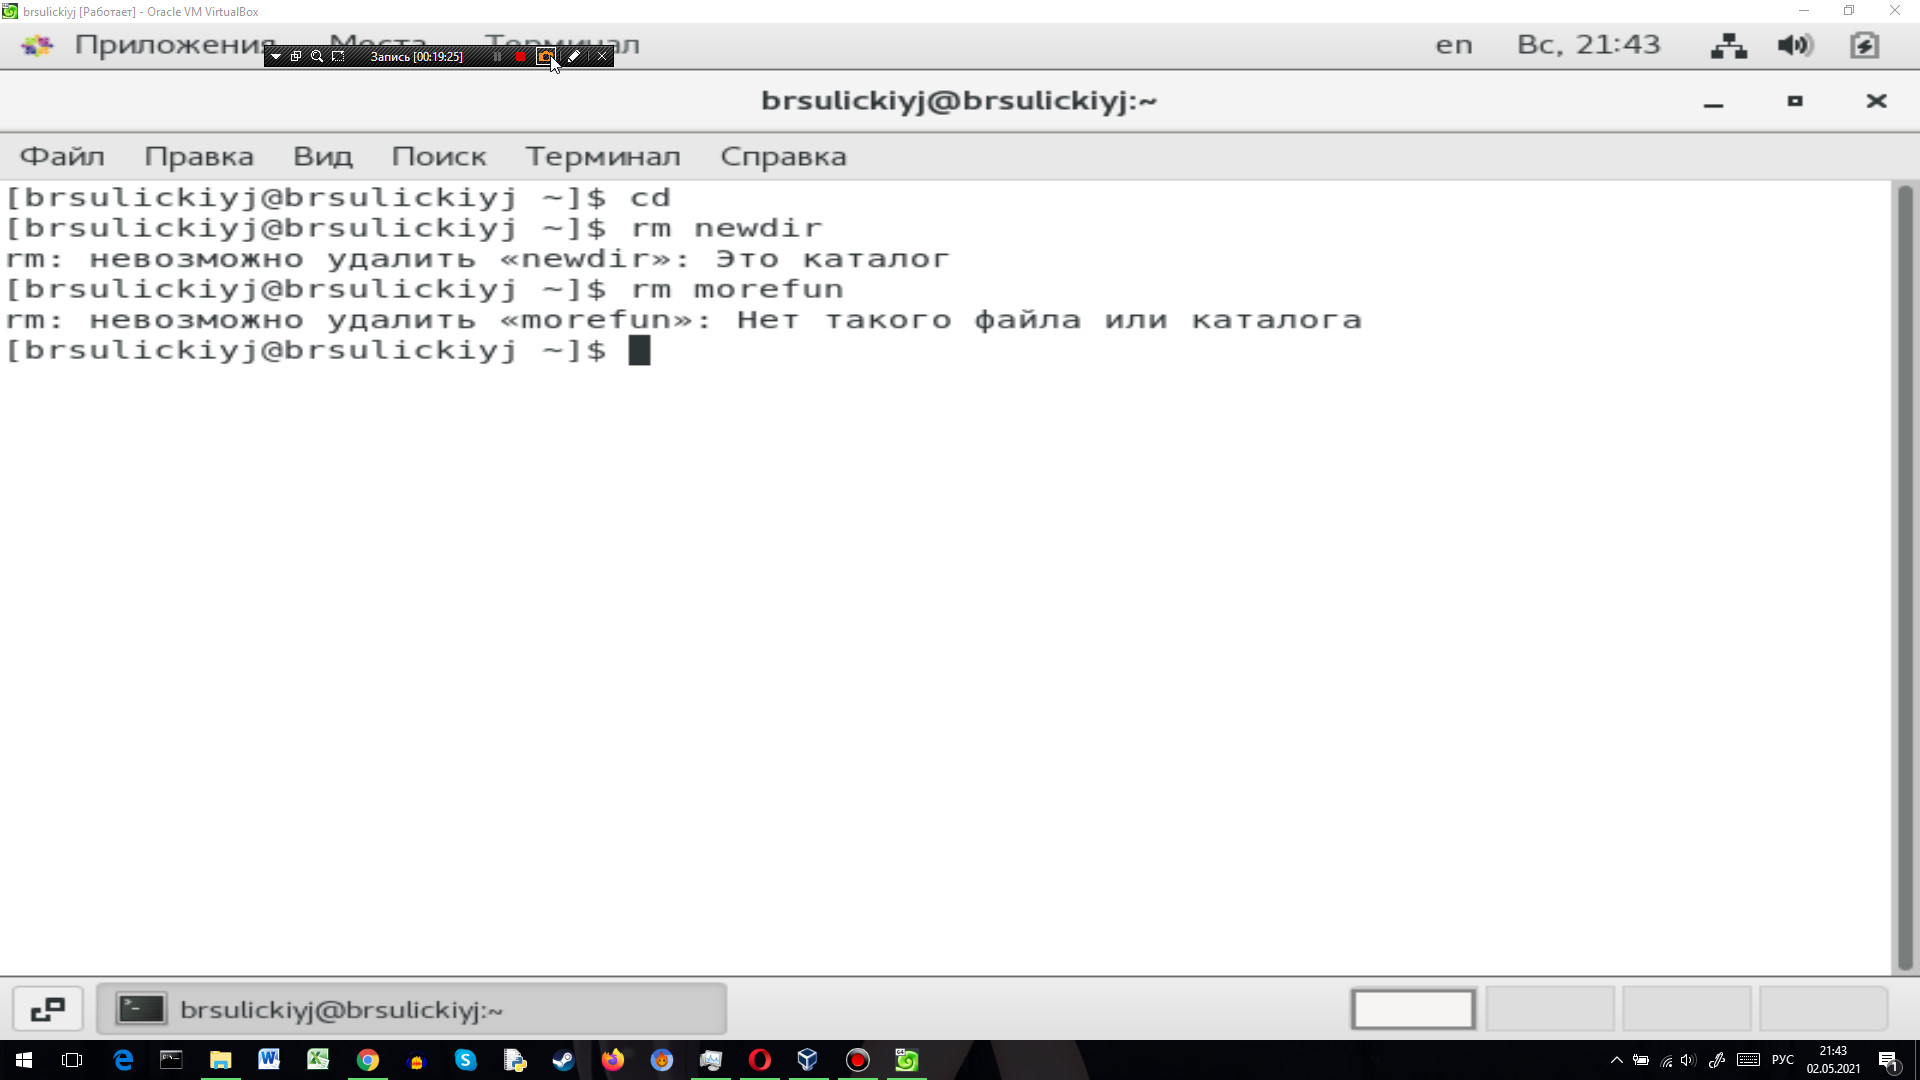 brsulickiyj [Работает] - Oracle VM VirtualBox
Приложения Места Терминал en Вс, 21:43
Запись [00:19:25]
brsulickiyj@brsulickiyj:~
Файл Правка Вид Поиск Терминал Справка
[brsulickiyj@brsulickiyj ~]$ cd
[brsulickiyj@brsulickiyj ~]$ rm newdir
rm: невозможно удалить «newdir»: Это каталог
[brsulickiyj@brsulickiyj ~]$ rm morefun
rm: невозможно удалить «morefun»: Нет такого файла или каталога
[brsulickiyj@brsulickiyj ~]$
brsulickiyj@brsulickiyj:~
РУС
21:43
02.05.2021
1